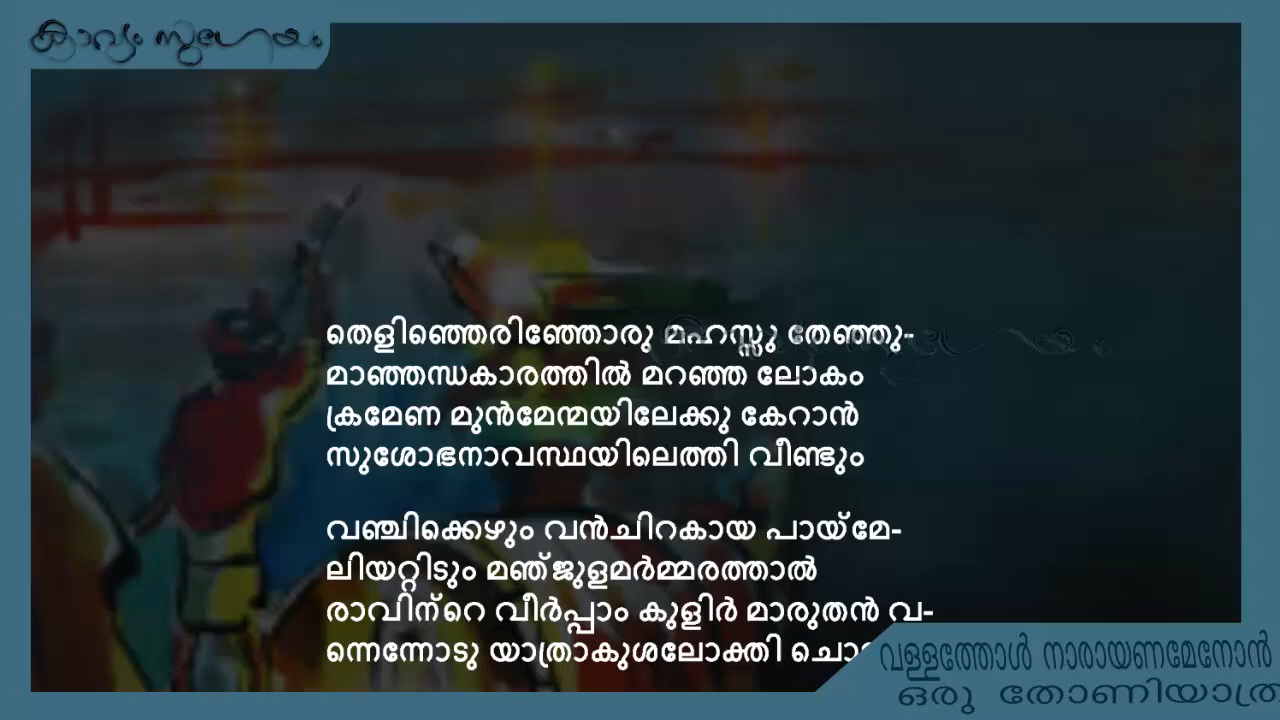 കാവ്യം സുഗേയം
തെളിഞ്ഞെരിഞ്ഞോരു മഹസ്സു തേഞ്ഞു-
മാഞ്ഞന്ധകാരത്തിൽ മറഞ്ഞ ലോകം
ക്രമേണ മുൻമേന്മയിലേക്കു കേറാൻ
സുശോഭനാവസ്ഥയിലെത്തി വീണ്ടും
വഞ്ചിക്കെഴും വൻചിറകായ പായ്മേ-
ലിയറ്റിടും മഞ്ജുളമർമ്മരത്താൽ
രാവിൻറെ വീർപ്പാം കുളിർ മാരുതൻ വ-
ന്നെന്നോടു യാത്രാകുശലോക്തി
വള്ളത്തോൾ നാരായണമേനോൻ
ഒരു തോണിയാത്ര